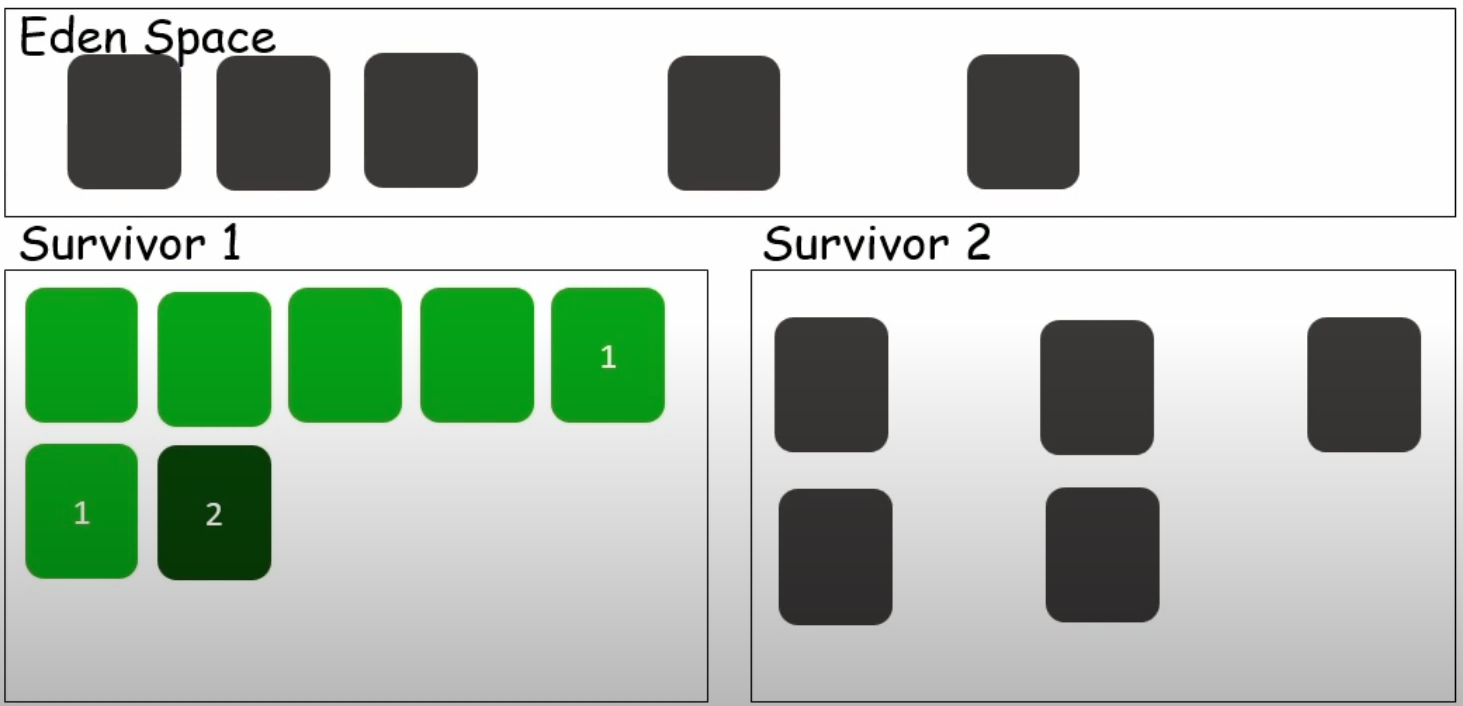 Eden Space
Survivor 1
Survivor 2
1
1
2